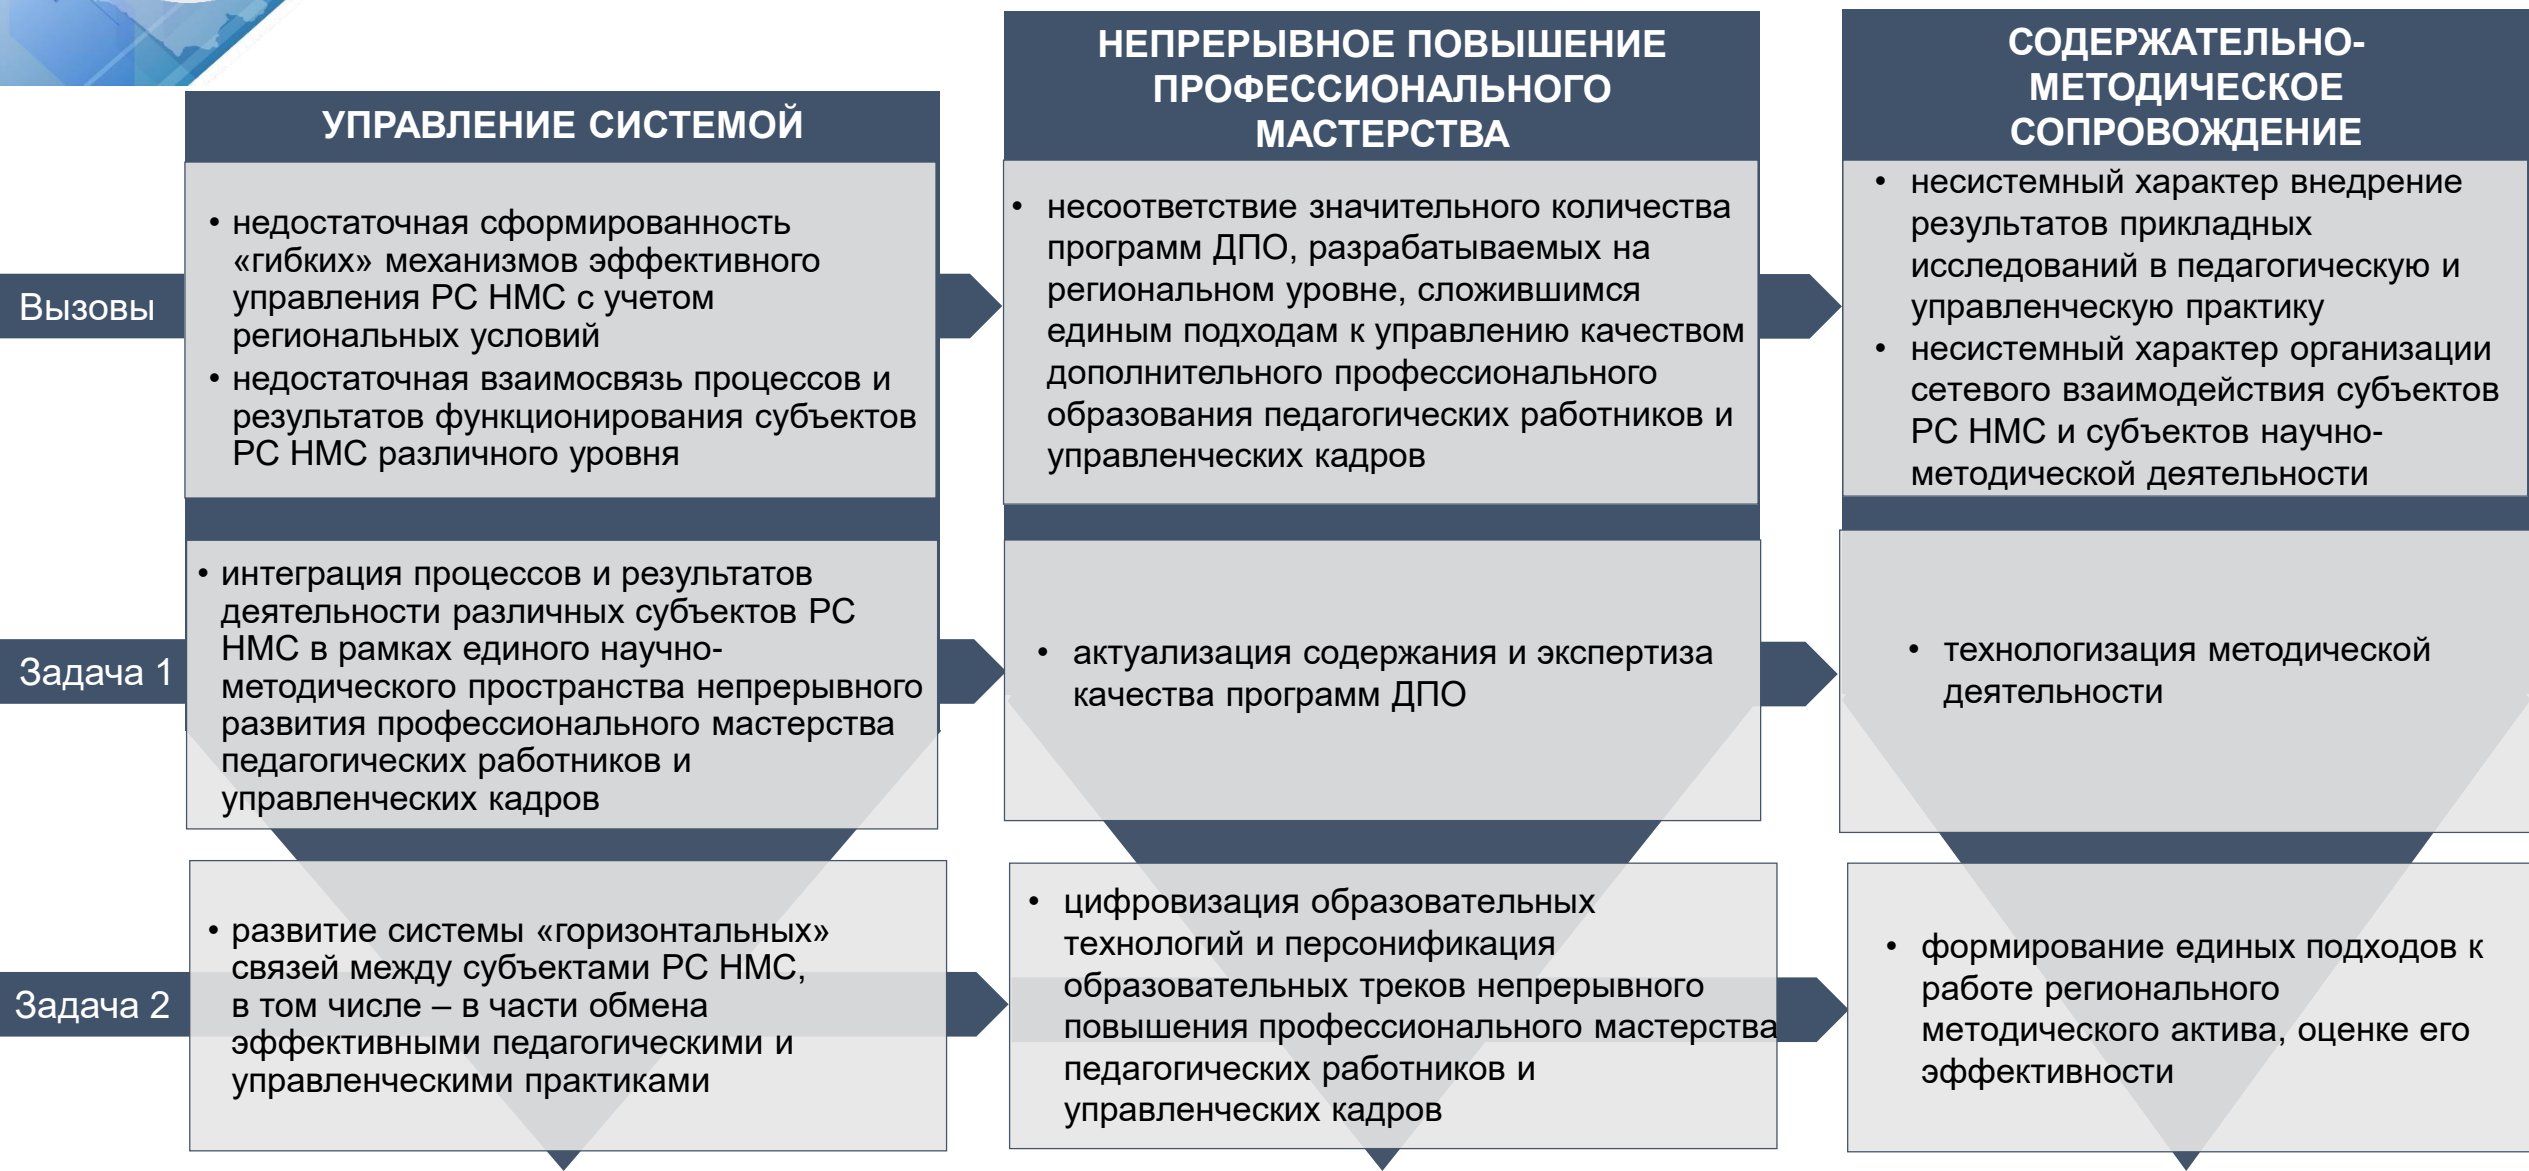 УПРАВЛЕНИЕ СИСТЕМОЙ
НЕПРЕРЫВНОЕ ПОВЫШЕНИЕ
ПРОФЕССИОНАЛЬНОГО
МАСТЕРСТВА
СОДЕРЖАТЕЛЬНО-
МЕТОДИЧЕСКОЕ
СОПРОВОЖДЕНИЕ
Вызовы
• недостаточная сформированность
«гибких» механизмов эффективного
управления РС НМС с учетом
региональных условий
• недостаточная взаимосвязь процессов и
результатов функционирования субъектов
РС НМС различного уровня
• несоответствие значительного количества
программ ДПО, разрабатываемых на
региональном уровне, сложившимся
единым подходам к управлению качеством
дополнительного профессионального
образования педагогических работников и
управленческих кадров
• несистемный характер внедрение
результатов прикладных
исследований в педагогическую и
управленческую практику
• несистемный характер организации
сетевого взаимодействия субъектов
РС НМС и субъектов научно-
методической деятельности
Задача 1
• интеграция процессов и результатов
деятельности различных субъектов РС
НМС в рамках единого научно-
методического пространства непрерывного
развития профессионального мастерства
педагогических работников и
управленческих кадров
• актуализация содержания и экспертиза
качества программ ДПО
• технологизация методической
деятельности
Задача 2
• развитие системы «горизонтальных»
связей между субъектами РС НМС,
в том числе – в части обмена
эффективными педагогическими и
управленческими практиками
• цифровизация образовательных
технологий и персонификация
образовательных треков непрерывного
повышения профессионального мастерства
педагогических работников и
управленческих кадров
• формирование единых подходов к
работе регионального
методического актива, оценке его
эффективности